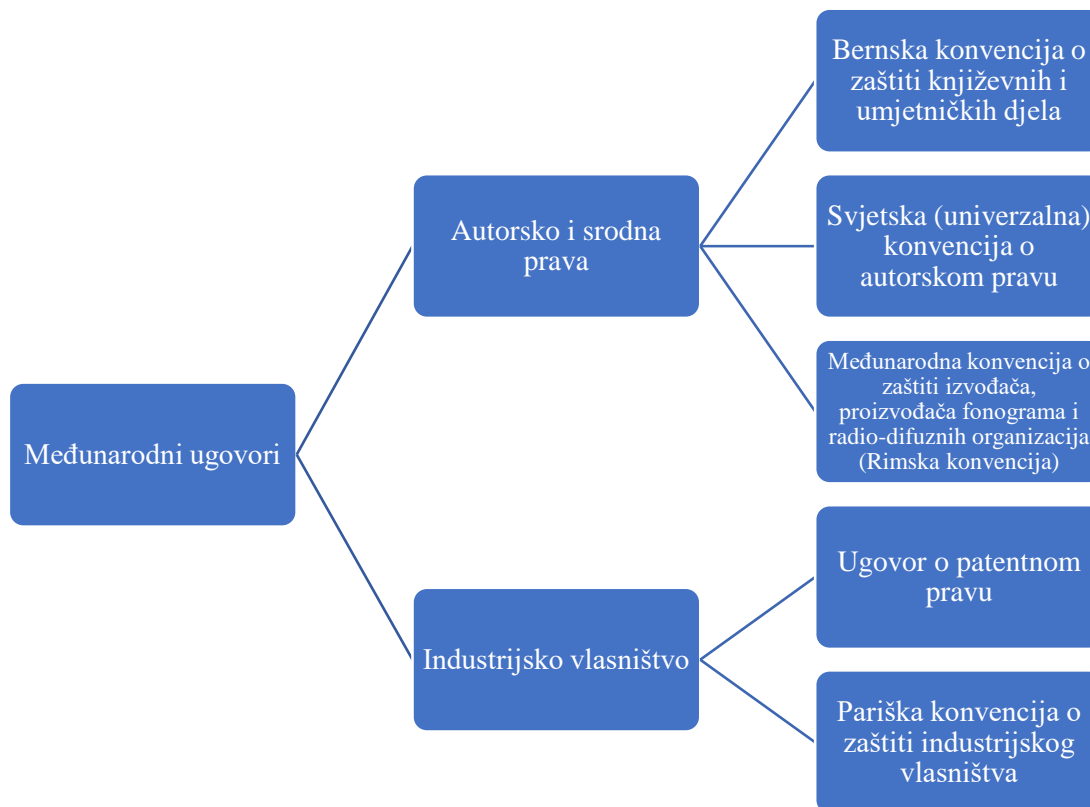 Međunarodni ugovori
Autorsko i srodna
prava
Bernska konvencija o
zaštiti književnih i
umjetničkih djela
Svjetska (univerzalna)
konvencija o
autorskom pravu
Međunarodna konvencija o
zaštiti izvođača,
proizvođača fonograma i
radio-difuznih organizacija
(Rimska konvencija)
Industrijsko vlasništvo
Ugovor o patentnom
pravu
Pariška konvencija o
zaštiti industrijskog
vlasništva